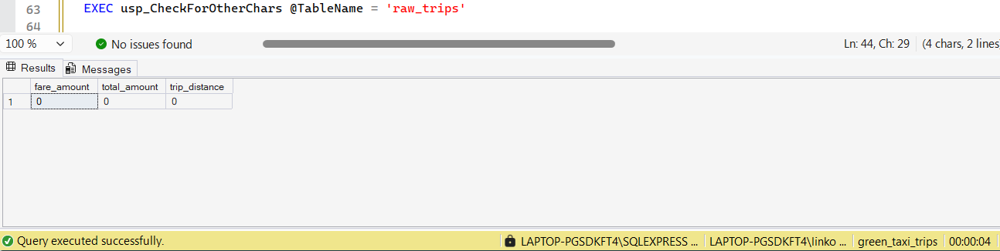 63 EXEC usp_CheckForOtherChars @TableName = 'raw_trips'
64
100 % No issues found Ln: 44, Ch: 29 (4 chars, 2 lines)
Results Messages
fare_amount total_amount trip_distance
1 0 0 0
Query executed successfully. LAPTOP-PGSDKFT4\SQLEXPRESS ... LAPTOP-PGSDKFT4\linko ... green_taxi_trips 00:00:04